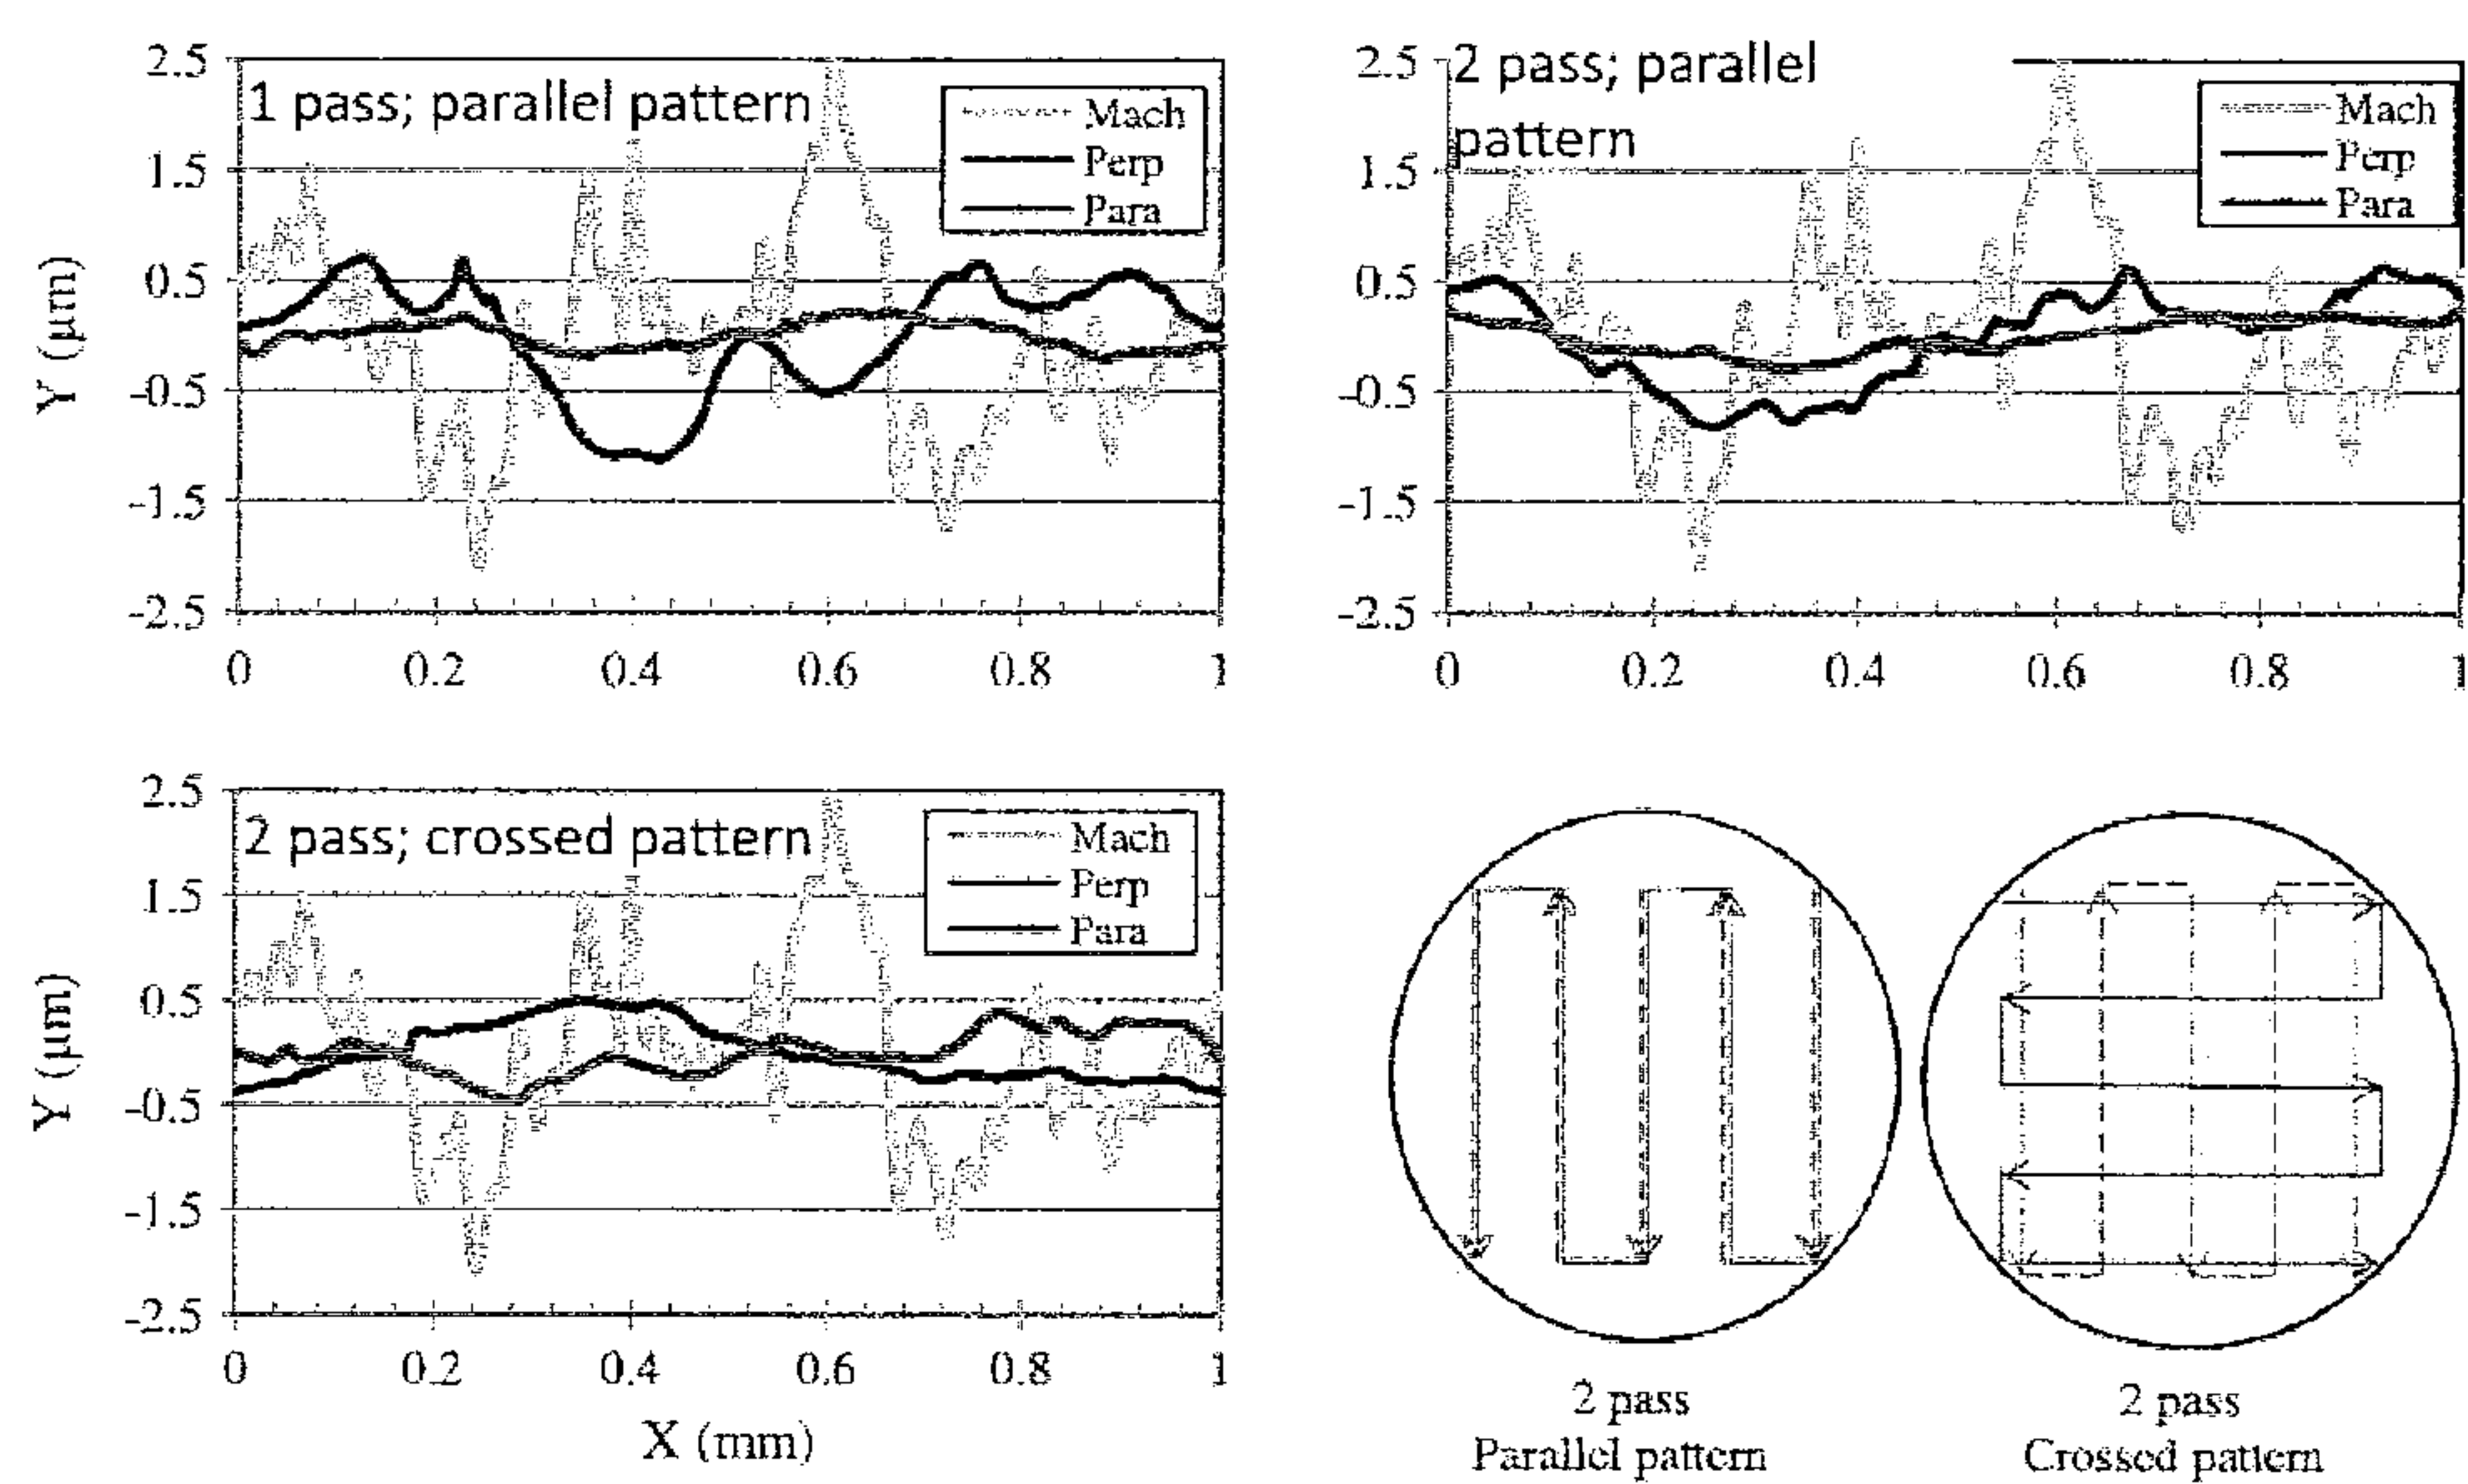 2.5
1 pass; parallel pattern
Mach
Perp
Para
1.5
0.5
-0.5
-1.5
-2.5
Y (µm)
0 0.2 0.4 0.6 0.8 1
2.5
2 pass; parallel
pattern
Mach
Perp
Para
1.5
0.5
-0.5
-1.5
-2.5
0 0.2 0.4 0.6 0.8 1
2.5
2 pass; crossed pattern
Mach
Perp
Para
1.5
0.5
-0.5
-1.5
-2.5
Y (µm)
0 0.2 0.4 0.6 0.8 1
X (mm)
2 pass
Parallel pattern
2 pass
Crossed pattern